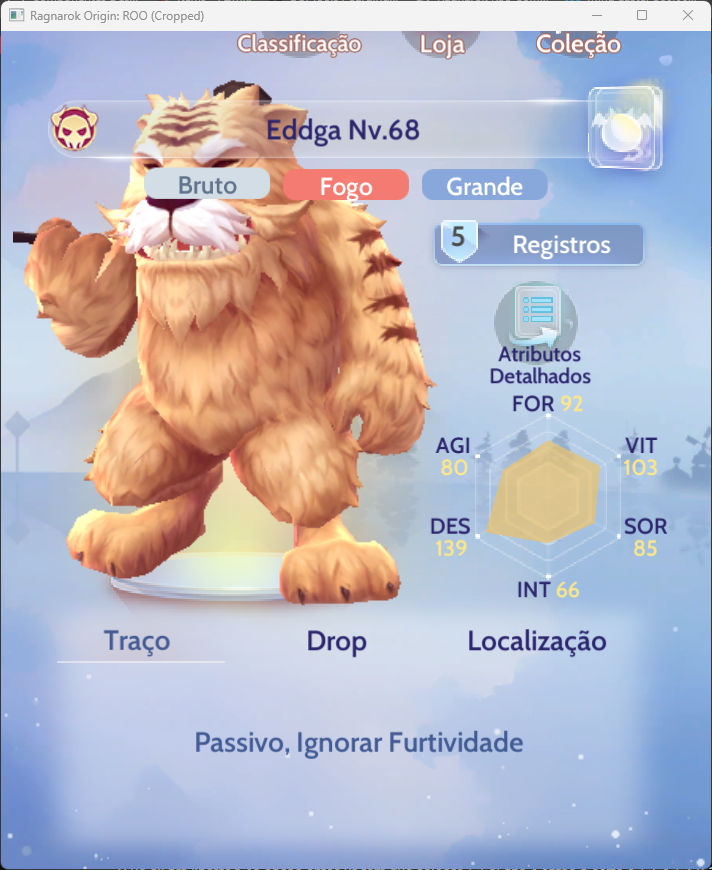 Ragnarok Origin: ROO (Cropped)
Classificação Loja Coleção
Eddga Nv.68
Bruto Fogo Grande
5 Registros
Atributos
Detalhados
FOR 92
AGI
80
VIT
103
DES
139
SOR
85
INT 66
Traço Drop Localização
Passivo, Ignorar Furtividade